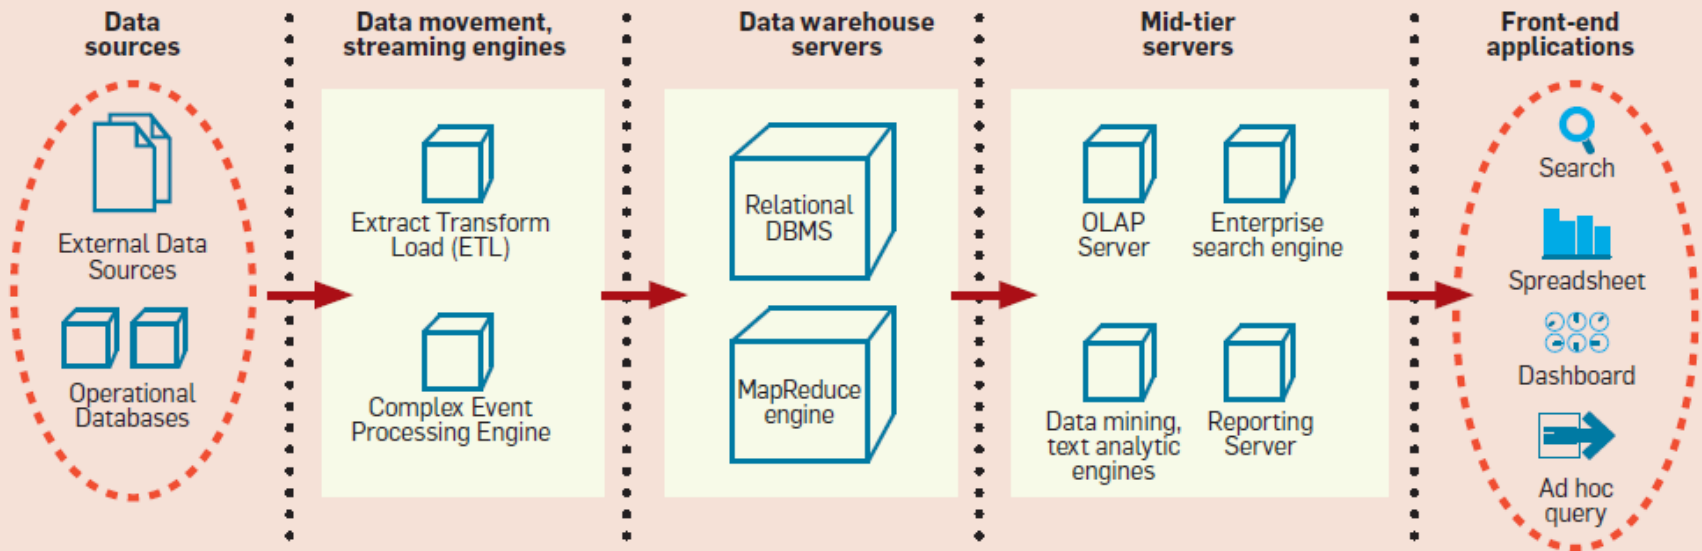 Data
sources
Data movement,
streaming engines
Data warehouse
servers
Mid-tier
servers
Front-end
applications
External Data
Sources
Operational
Databases
Extract Transform
Load (ETL)
Complex Event
Processing Engine
Relational
DBMS
MapReduce
engine
OLAP
Server
Enterprise
search engine
Data mining,
text analytic
engines
Reporting
Server
Search
Spreadsheet
Dashboard
Ad hoc
query